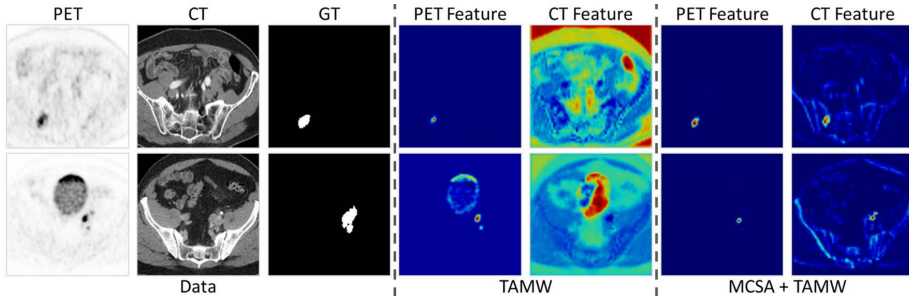 PET CT GT PET Feature CT Feature PET Feature CT Feature
Data TAMW MCSA + TAMW